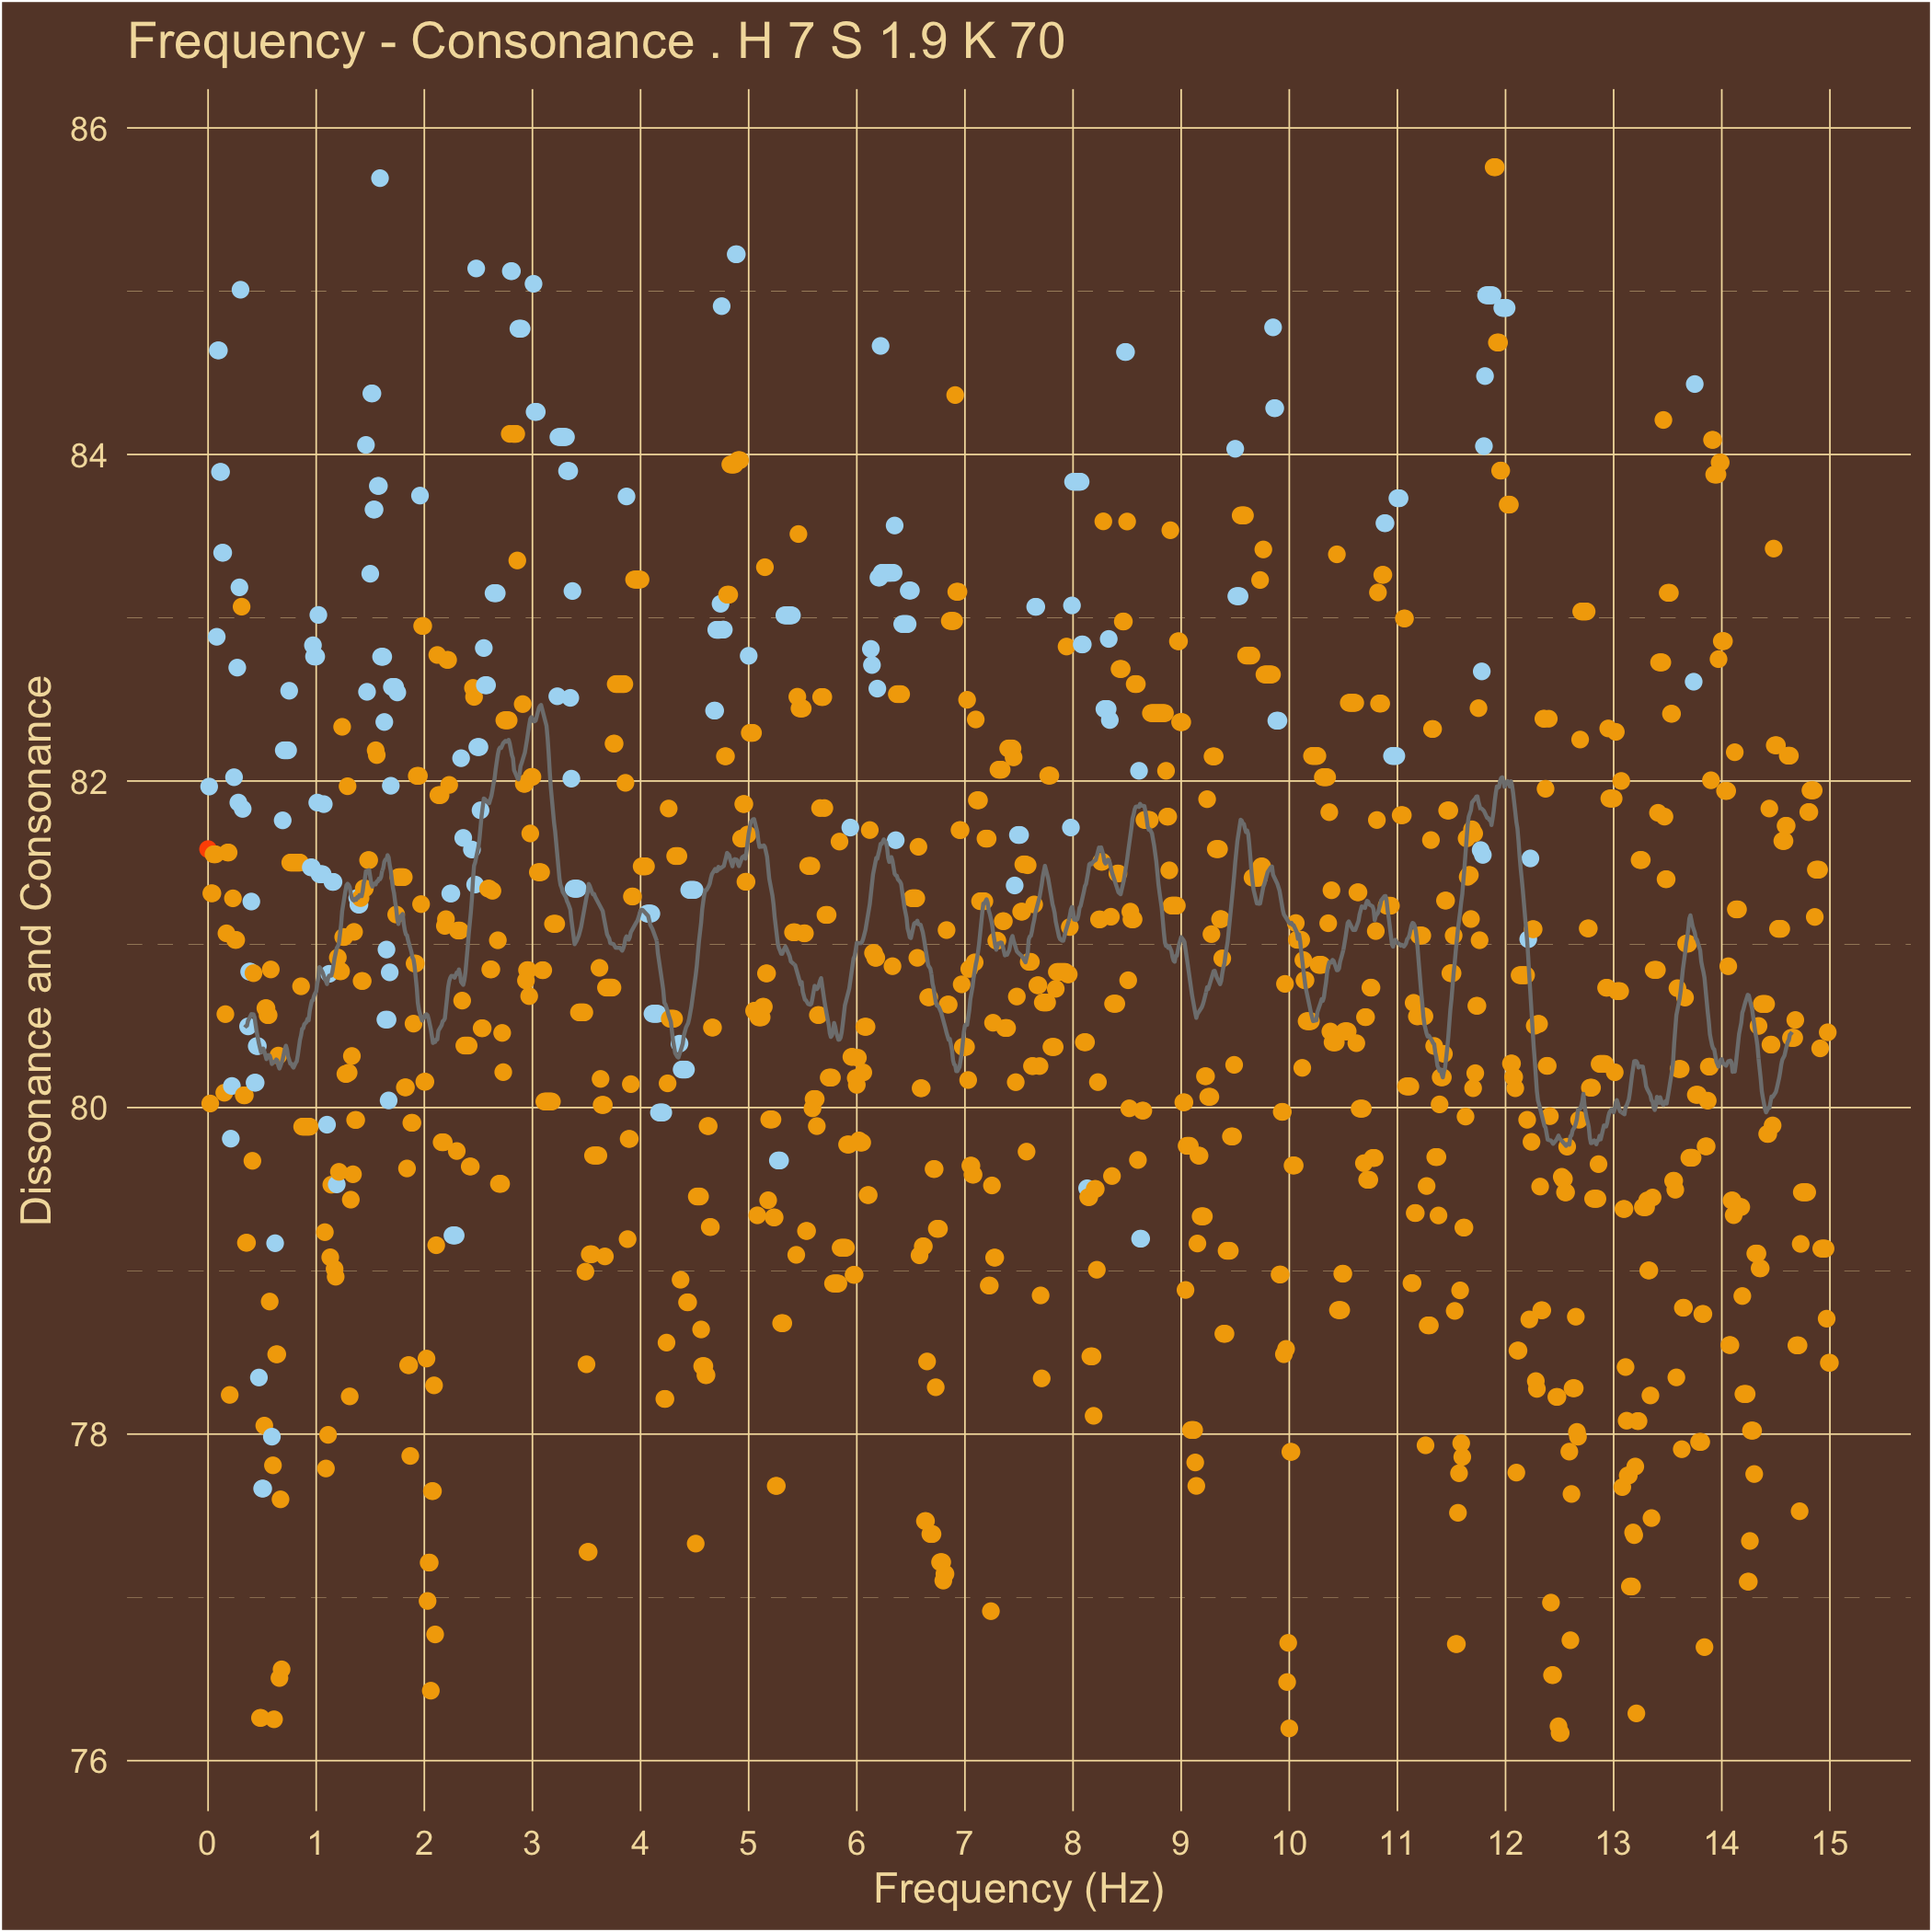 Frequency - Consonance . H 7 S 1.9 K 70
Dissonance and Consonance
86
84
82
80
78
76
0 1 2 3 4 5 6 7 8 9 10 11 12 13 14 15
Frequency (Hz)